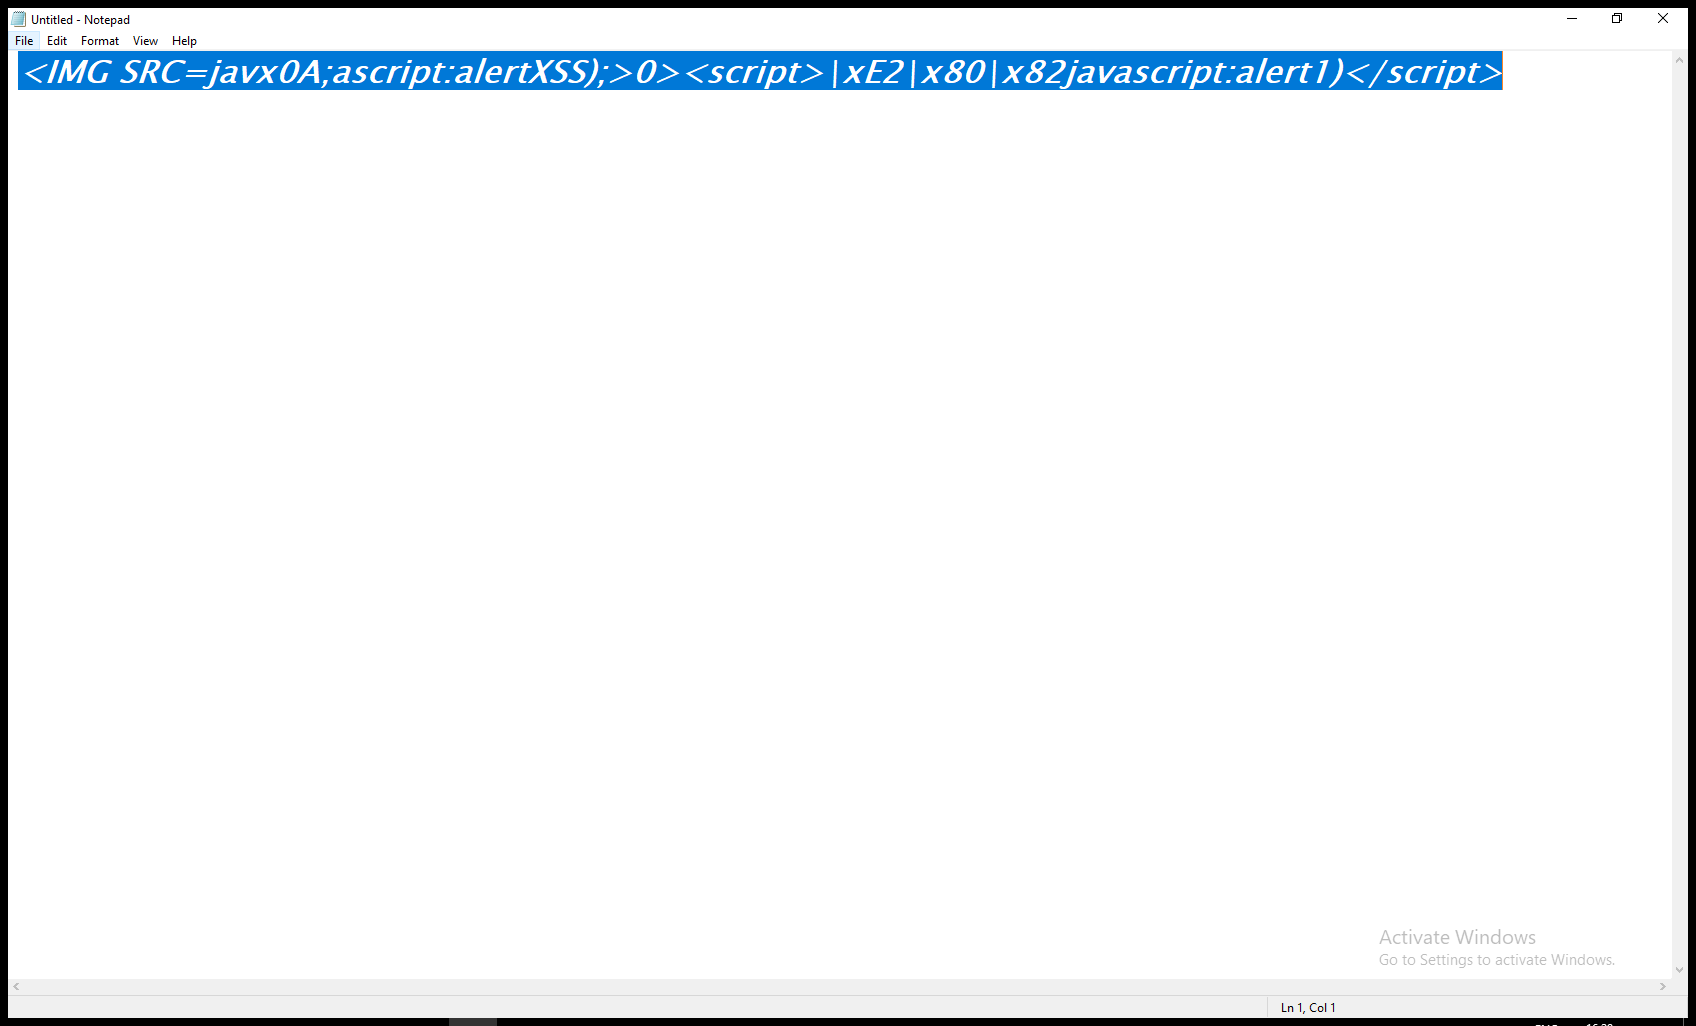 Untitled - Notepad
File Edit Format View Help
<IMG SRC=javx0A;ascript:alertXSS);>0><script>|xE2|x80|x82javascript:alert1)</script>
Activate Windows
Go to Settings to activate Windows.
Ln 1, Col 1